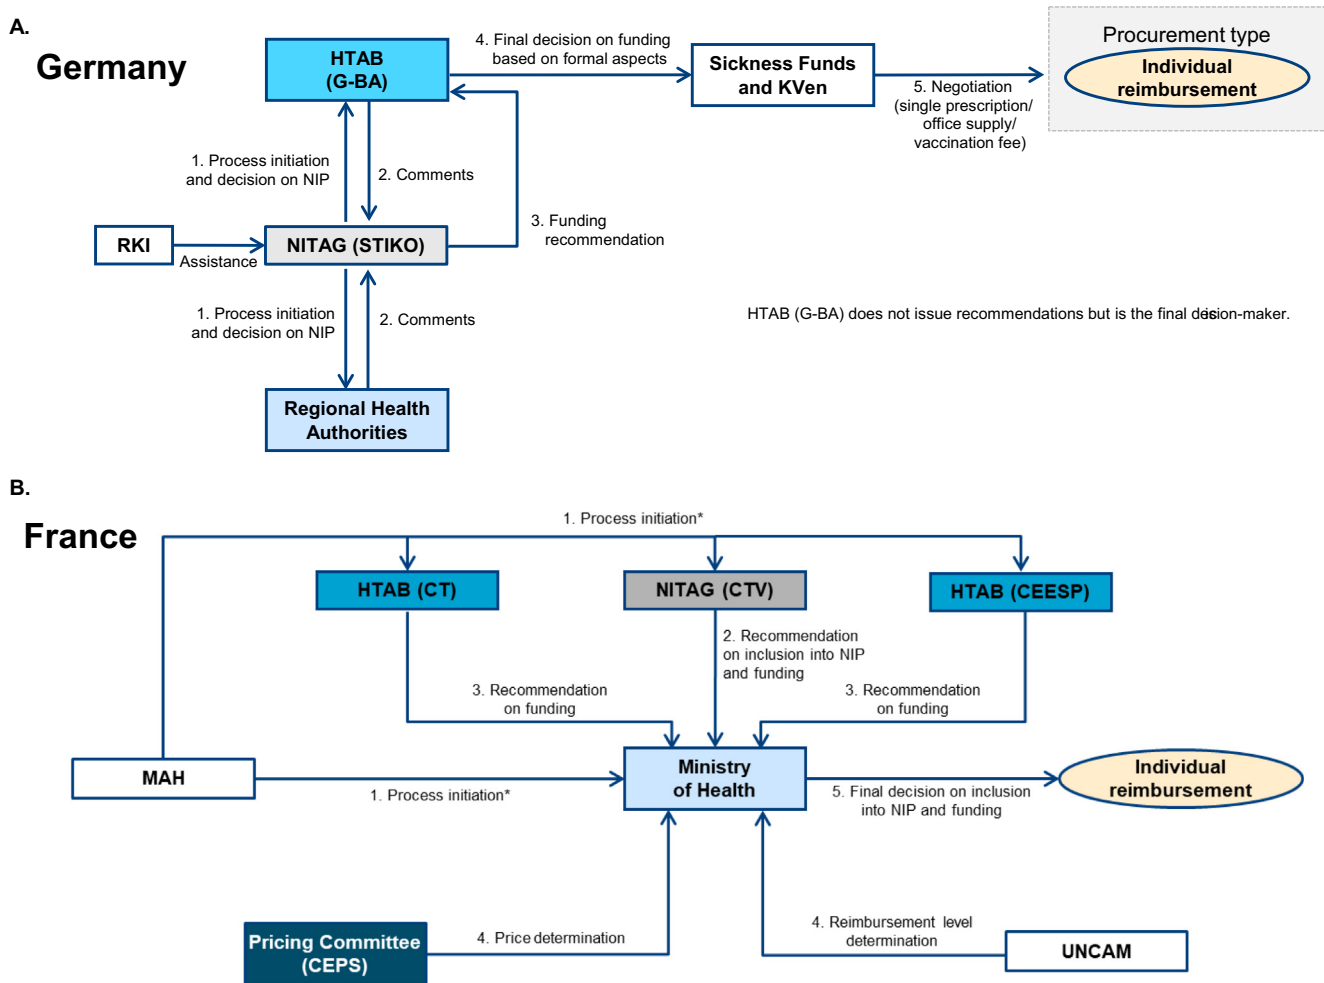 A.
Germany
HTAB
(G-BA)
4. Final decision on funding
based on formal aspects
Sickness Funds
and KVen
5. Negotiation
(single prescription/
office supply/
vaccination fee)
Procurement type
Individual
reimbursement
1. Process initiation
and decision on NIP
2. Comments
3. Funding
recommendation
RKI
Assistance
NITAG (STIKO)
1. Process initiation
and decision on NIP
2. Comments
HTAB (G-BA) does not issue recommendations but is the final decision-maker.
Regional Health
Authorities
B.
France
1. Process initiation*
HTAB (CT)
NITAG (CTV)
HTAB (CEESP)
2. Recommendation
on inclusion into NIP
and funding
3. Recommendation
on funding
3. Recommendation
on funding
MAH
1. Process initiation*
Ministry
of Health
5. Final decision on inclusion
into NIP and funding
Individual
reimbursement
Pricing Committee
(CEPS)
4. Price determination
4. Reimbursement level
determination
UNCAM